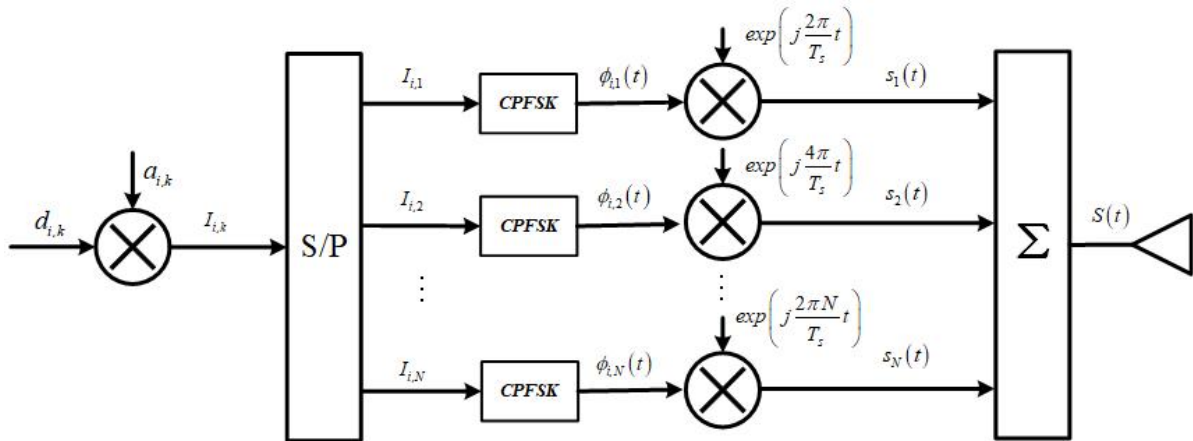 exp(j 2π/T_s t)
I_{i,1}
CPFSK
ϕ_{i,1}(t)
s_1(t)
a_{i,k}
exp(j 4π/T_s t)
d_{i,k}
I_{i,k}
S/P
I_{i,2}
CPFSK
ϕ_{i,2}(t)
s_2(t)
Σ
S(t)
⋮
⋮
exp(j 2πN/T_s t)
I_{i,N}
CPFSK
ϕ_{i,N}(t)
s_N(t)